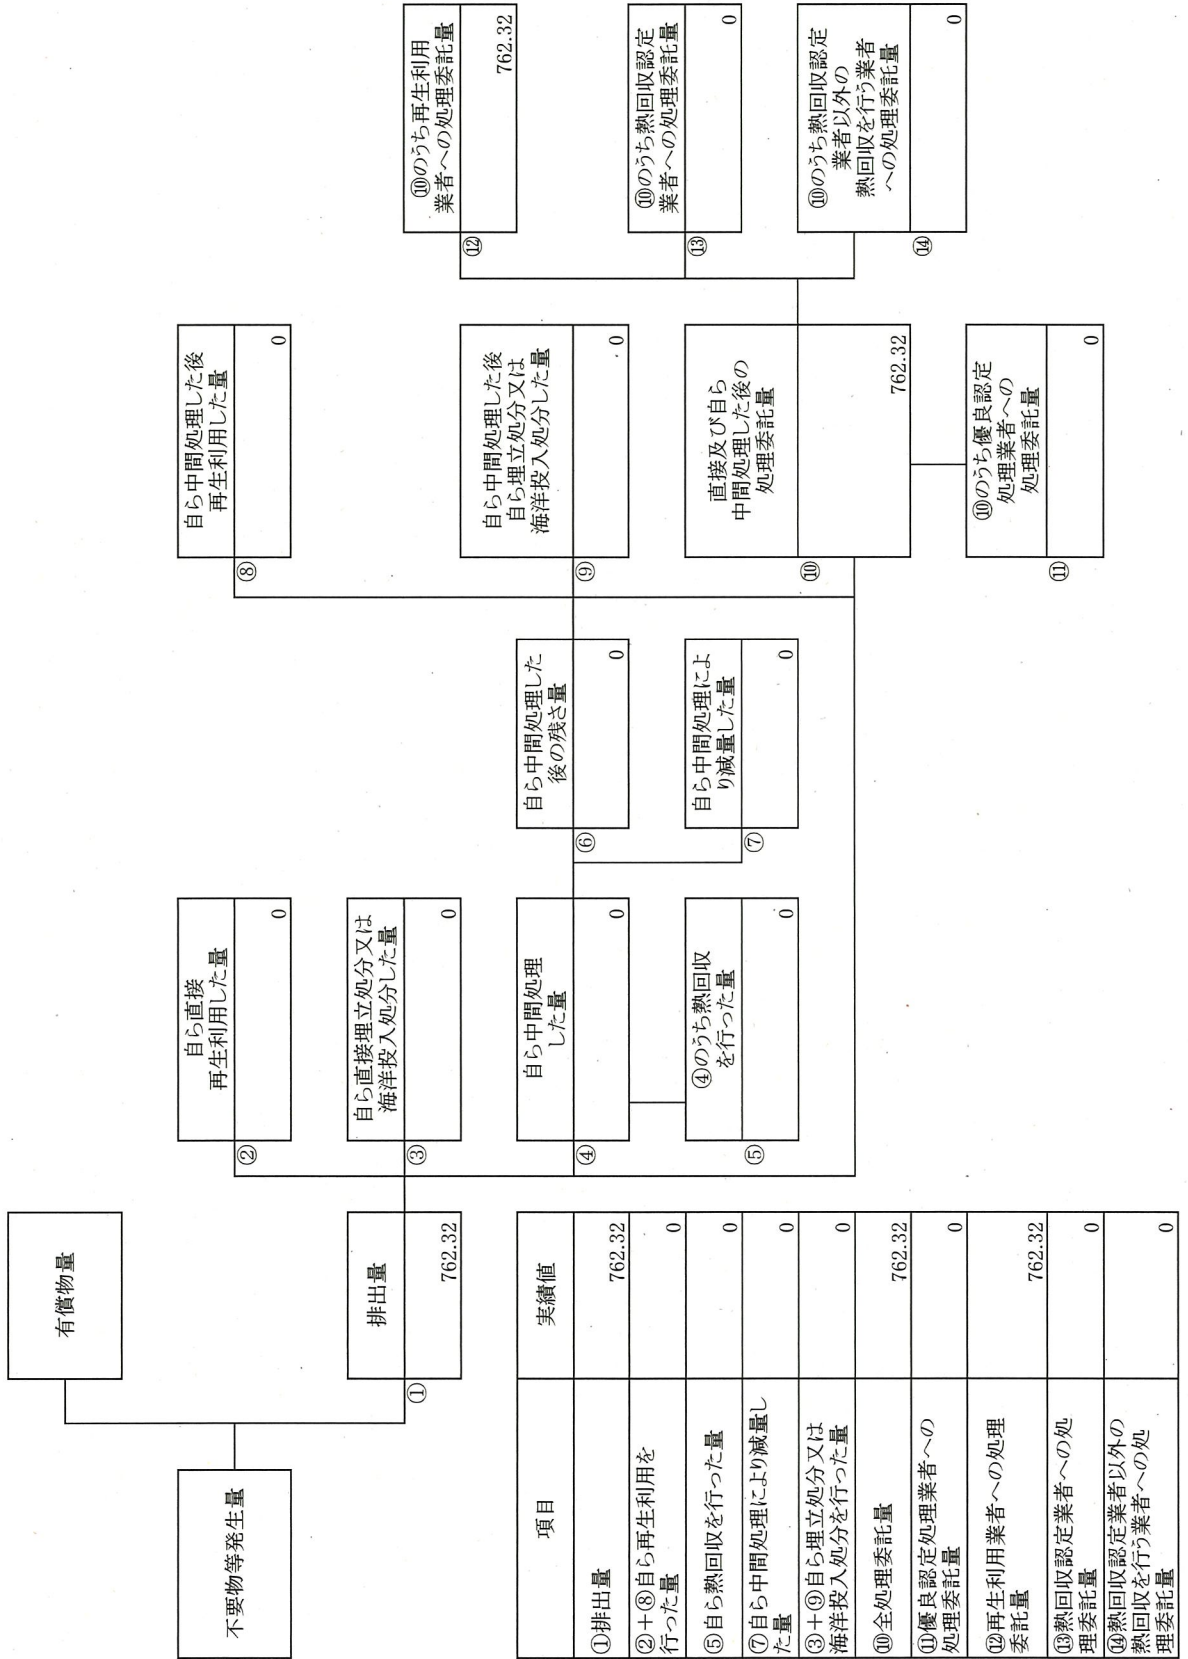 不要物等発生量
有償物量
①
排出量
762.32
②
自ら直接
再生利用した量
0
③
自ら直接埋立処分又は
海洋投入処分した量
0
④
自ら中間処理
した量
0
⑤
④のうち熱回収
を行った量
0
⑥
自ら中間処理した
後の残さ量
0
⑦
自ら中間処理によ
り減量した量
0
⑧
自ら中間処理した後
再生利用した量
0
⑨
自ら中間処理した後
自ら埋立処分又は
海洋投入処分した量
0
⑩
直接及び自ら
中間処理した後の
処理委託量
762.32
⑪
⑩のうち優良認定
処理業者への
処理委託量
0
⑫
⑩のうち再生利用
業者への処理委託量
762.32
⑬
⑩のうち熱回収認定
業者への処理委託量
0
⑭
⑩のうち熱回収認定
業者以外の
熱回収を行う業者
への処理委託量
0
項目 実績値
①排出量 762.32
②+⑧自ら再生利用を
行った量 0
⑤自ら熱回収を行った量 0
⑦自ら中間処理により減量し
た量 0
③+⑨自ら埋立処分又は
海洋投入処分を行った量 0
⑩全処理委託量 762.32
⑪優良認定処理業者への
処理委託量 0
⑫再生利用業者への処理
委託量 762.32
⑬熱回収認定業者への処
理委託量 0
⑭熱回収認定業者以外の
熱回収を行う業者への処
理委託量 0